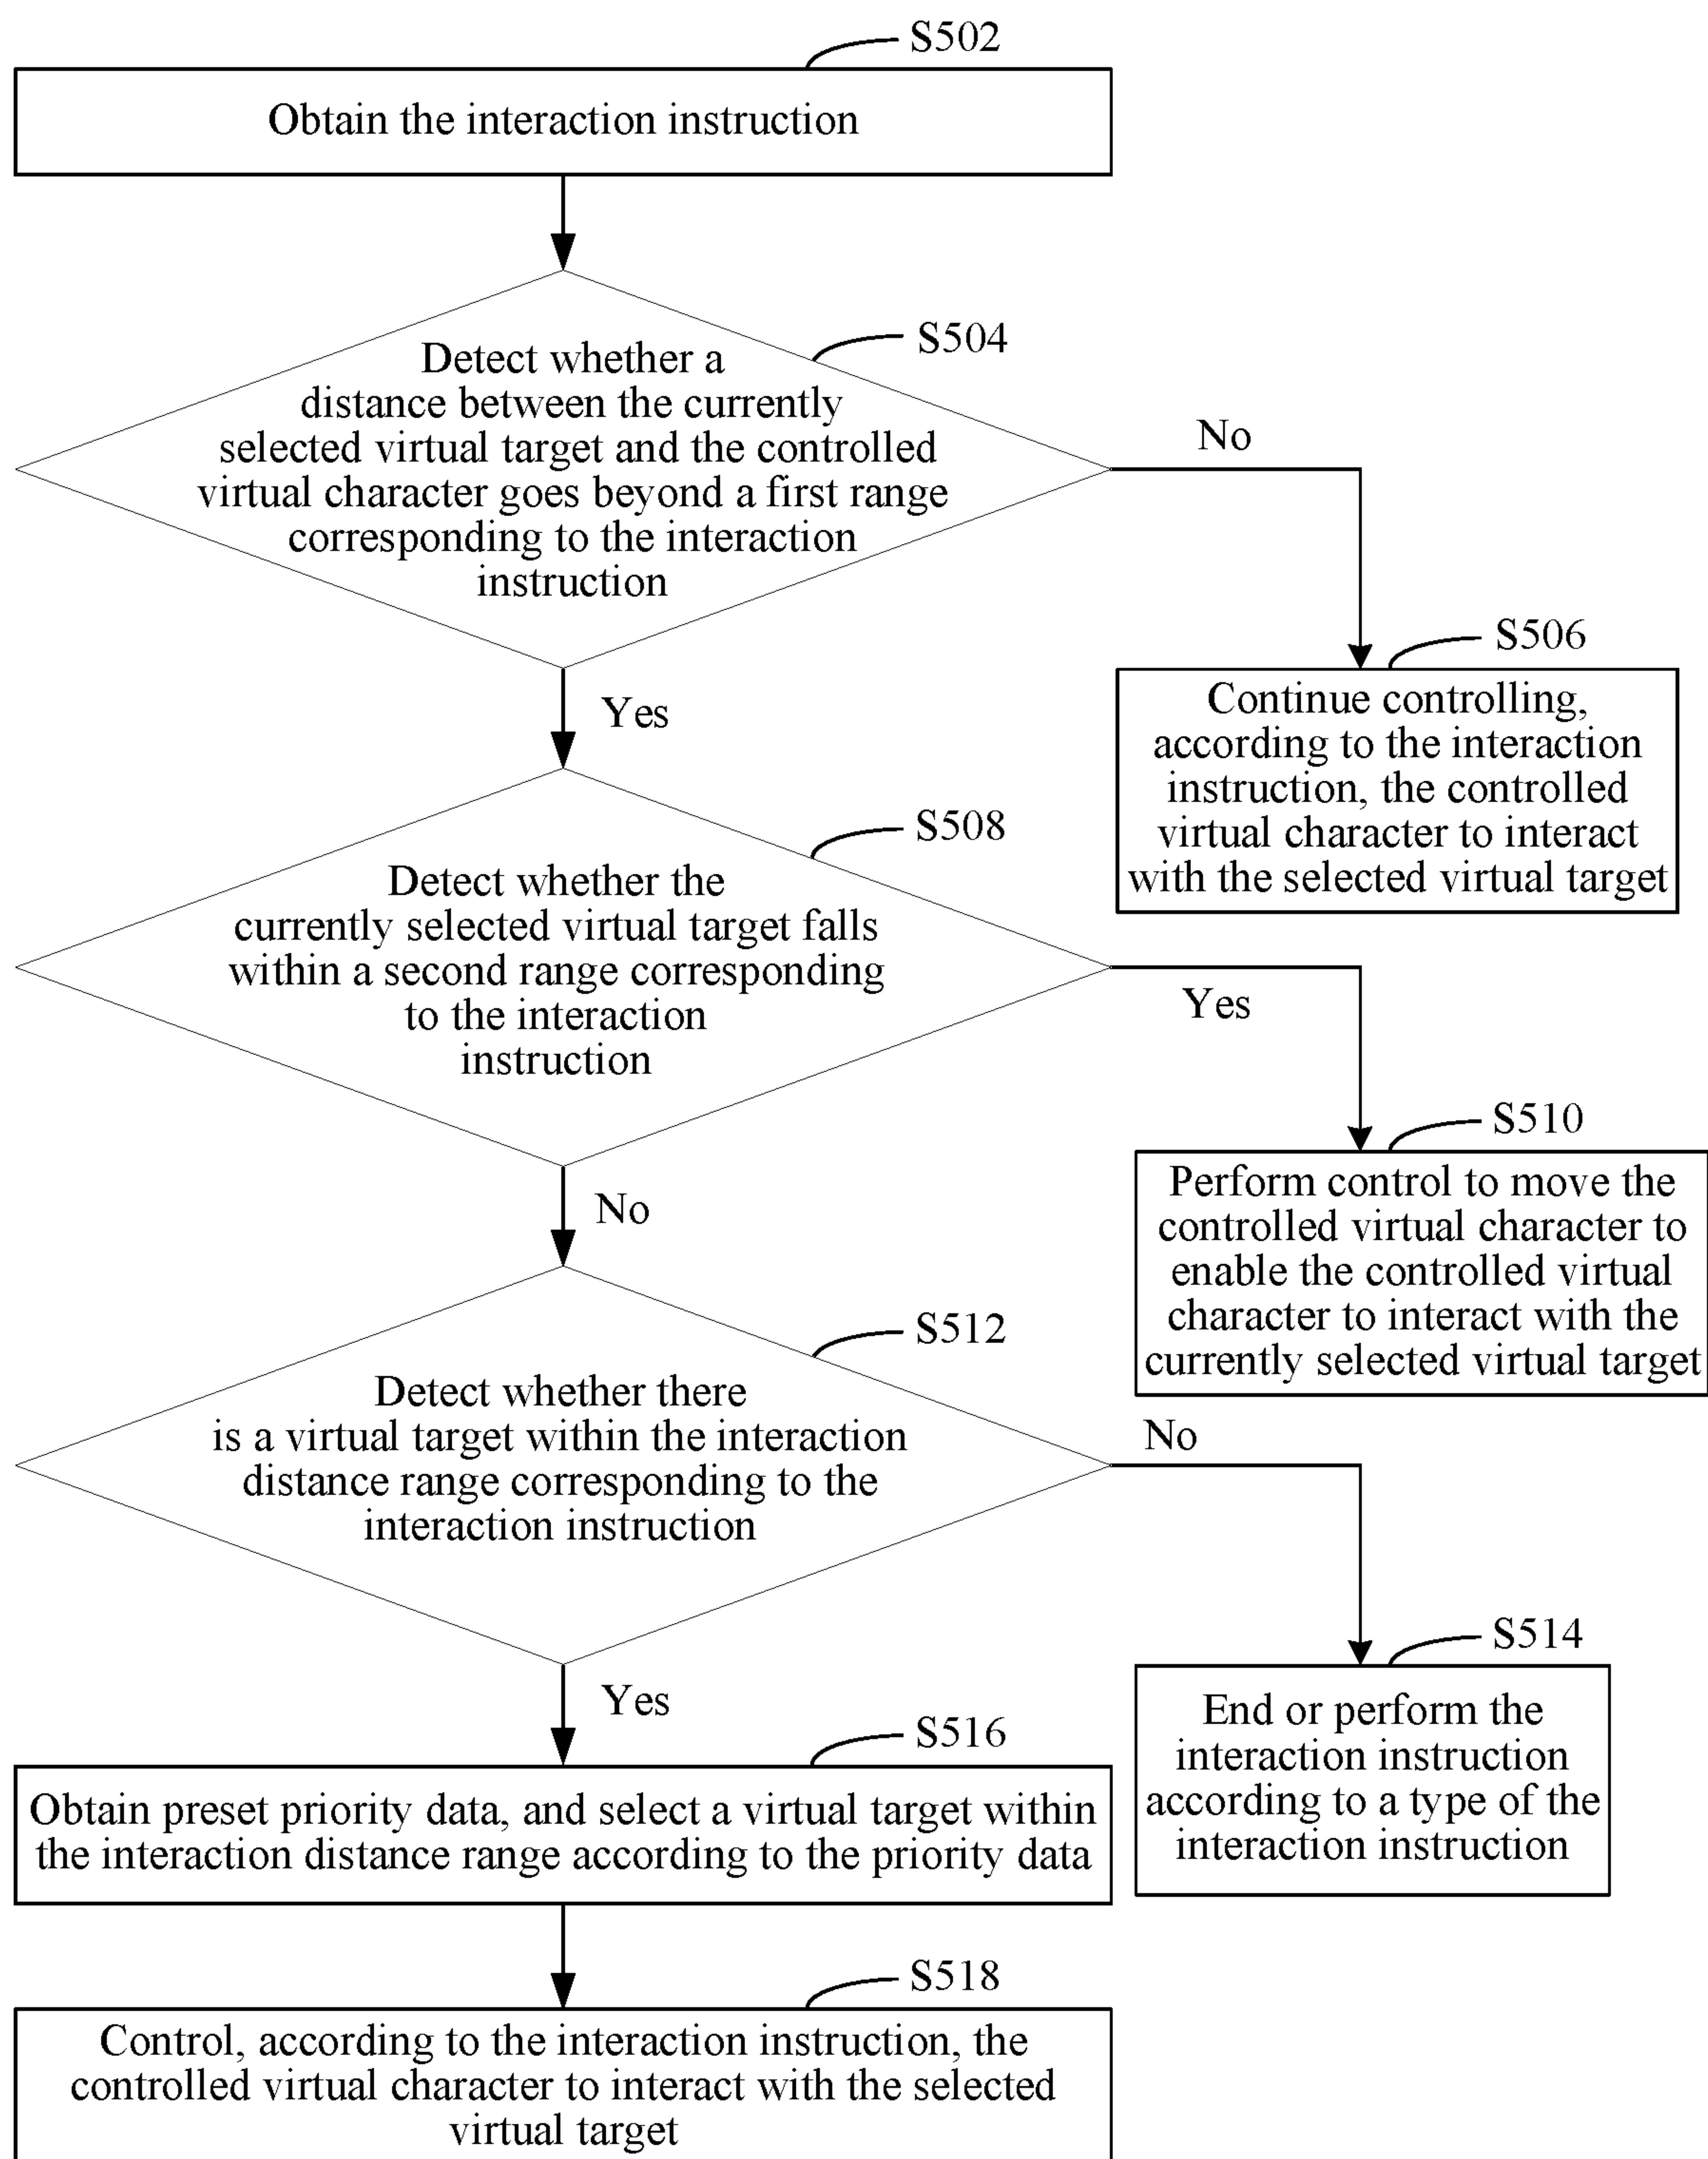 S502
Obtain the interaction instruction
S504
Detect whether a
distance between the currently
selected virtual target and the controlled
virtual character goes beyond a first range
corresponding to the interaction
instruction
No
Yes
S506
Continue controlling,
according to the interaction
instruction, the controlled
virtual character to interact
with the selected virtual target
S508
Detect whether the
currently selected virtual target falls
within a second range corresponding
to the interaction
instruction
Yes
No
S510
Perform control to move the
controlled virtual character to
enable the controlled virtual
character to interact with the
currently selected virtual target
S512
Detect whether there
is a virtual target within the interaction
distance range corresponding to the
interaction instruction
No
Yes
S514
End or perform the
interaction instruction
according to a type of the
interaction instruction
S516
Obtain preset priority data, and select a virtual target within
the interaction distance range according to the priority data
S518
Control, according to the interaction instruction, the
controlled virtual character to interact with the selected
virtual target